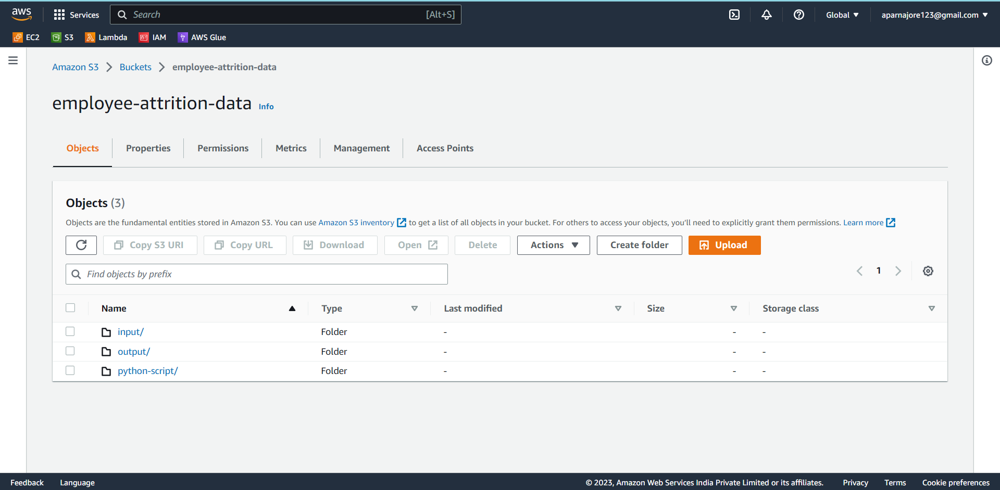 aws Services Search [Alt+S] Global aparnajore123@gmail.com
EC2 S3 Lambda IAM AWS Glue
Amazon S3 Buckets employee-attrition-data
employee-attrition-data Info
Objects Properties Permissions Metrics Management Access Points
Objects (3)
Objects are the fundamental entities stored in Amazon S3. You can use Amazon S3 inventory to get a list of all objects in your bucket. For others to access your objects, you'll need to explicitly grant them permissions. Learn more
Copy S3 URI Copy URL Download Open Delete Actions Create folder Upload
Find objects by prefix 1
Name Type Last modified Size Storage class
input/ Folder - - -
output/ Folder - - -
python-script/ Folder - - -
Feedback Language © 2023, Amazon Web Services India Private Limited or its affiliates. Privacy Terms Cookie preferences